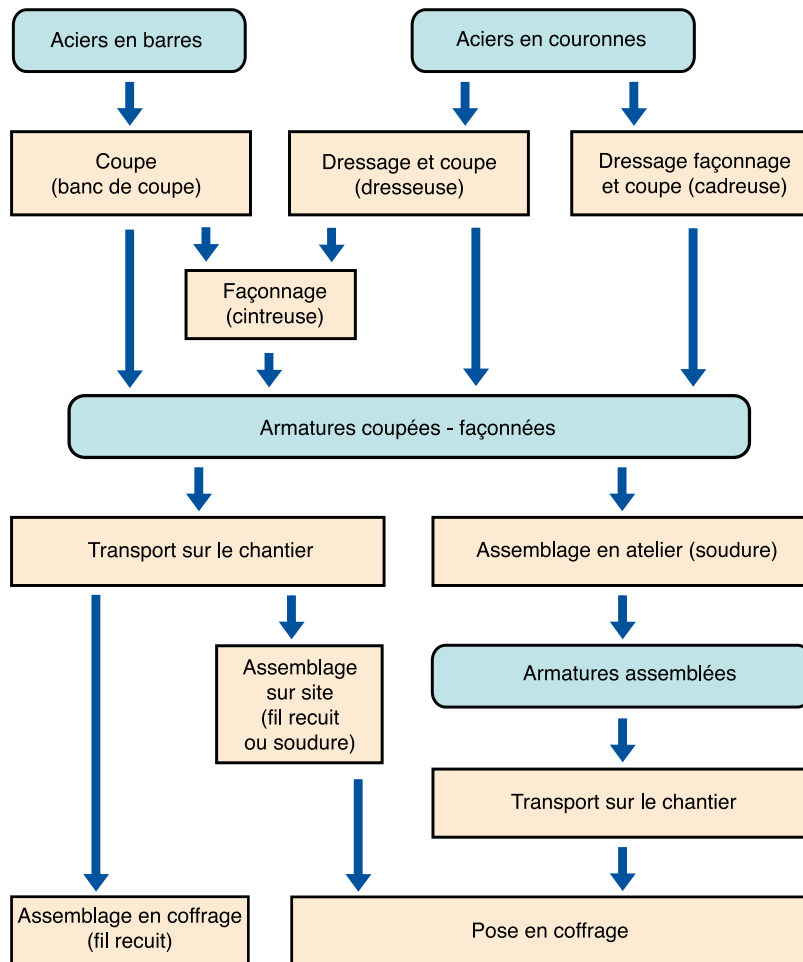 Aciers en barres
Aciers en couronnes
Coupe
(banc de coupe)
Dressage et coupe
(dresseuse)
Dressage façonnage
et coupe (cadreuse)
Façonnage
(cintreuse)
Armatures coupées - façonnées
Transport sur le chantier
Assemblage en atelier (soudure)
Assemblage
sur site
(fil recuit
ou soudure)
Armatures assemblées
Transport sur le chantier
Assemblage en coffrage
(fil recuit)
Pose en coffrage